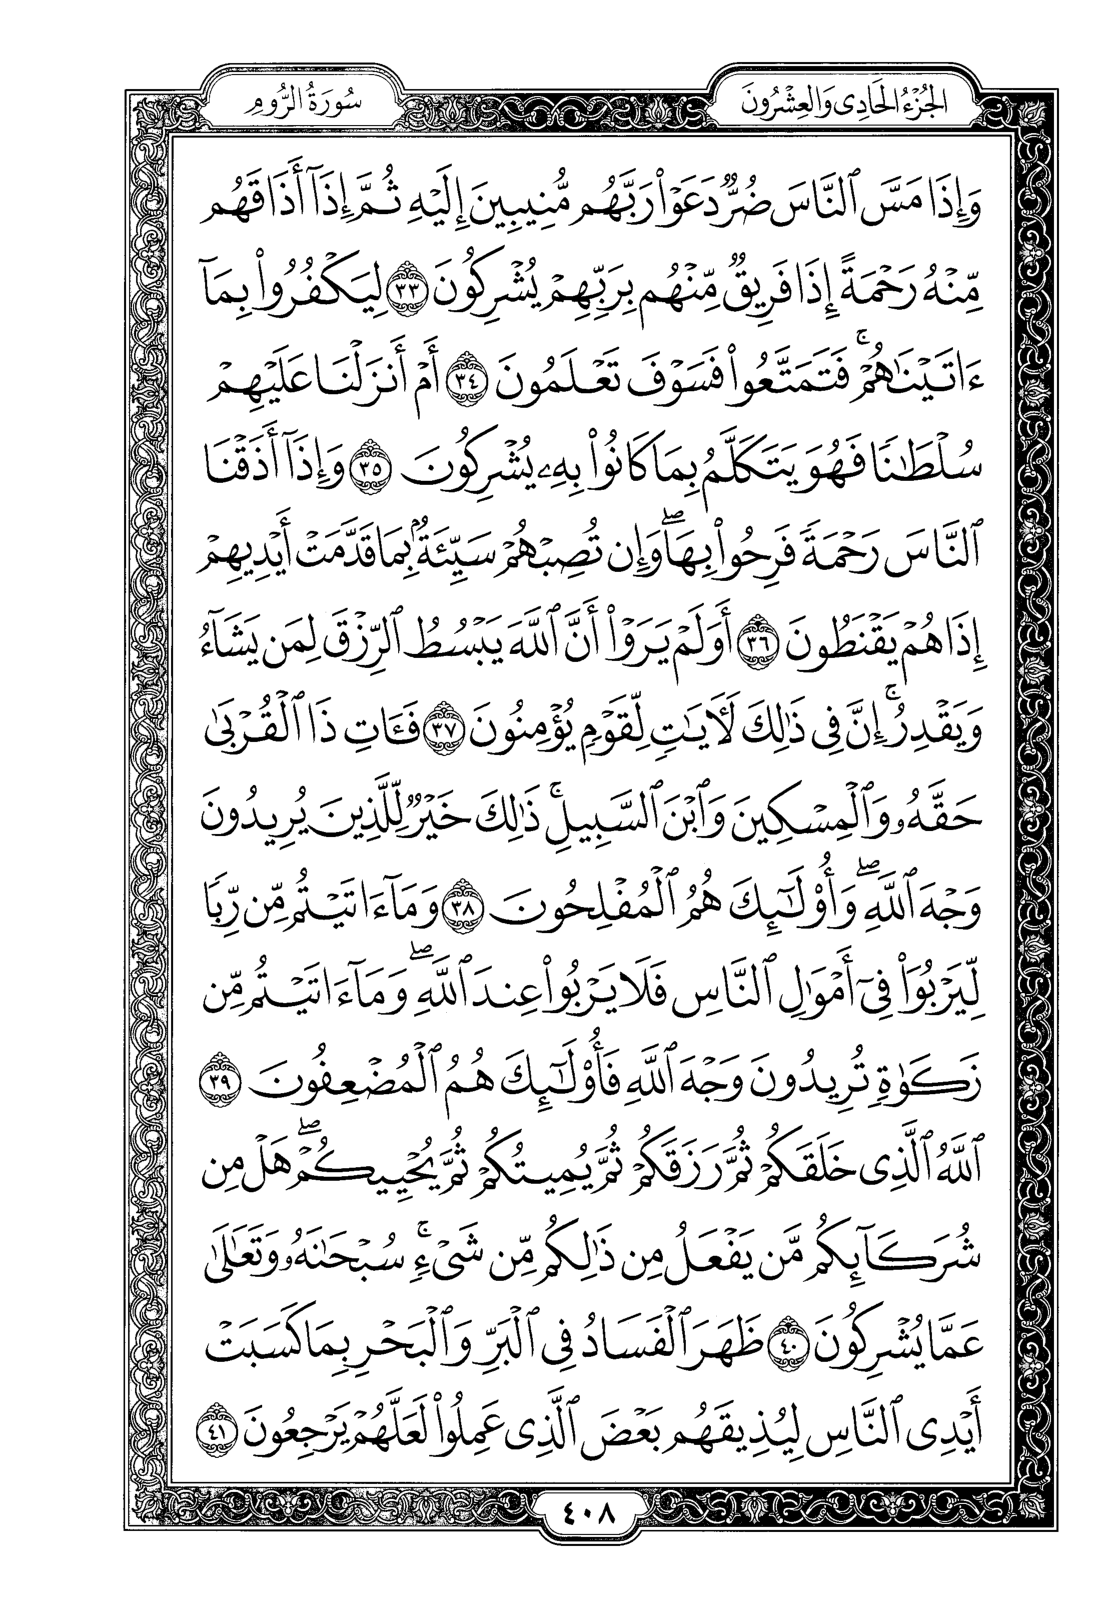 الجُزْءُ الحَادِى وَالعِشْرُونَ
سُورَةُ الرُّومِ
وَإِذَا مَسَّ ٱلنَّاسَ ضُرٌّ دَعَوْا۟ رَبَّهُم مُّنِيبِينَ إِلَيْهِ ثُمَّ إِذَآ أَذَاقَهُم
مِّنْهُ رَحْمَةً إِذَا فَرِيقٌ مِّنْهُم بِرَبِّهِمْ يُشْرِكُونَ ٣٣ لِيَكْفُرُوا۟ بِمَآ
ءَاتَيْنَٰهُمْ ۚ فَتَمَتَّعُوا۟ فَسَوْفَ تَعْلَمُونَ ٣٤ أَمْ أَنزَلْنَا عَلَيْهِمْ
سُلْطَٰنًا فَهُوَ يَتَكَلَّمُ بِمَا كَانُوا۟ بِهِۦ يُشْرِكُونَ ٣٥ وَإِذَآ أَذَقْنَا
ٱلنَّاسَ رَحْمَةً فَرِحُوا۟ بِهَا ۖ وَإِن تُصِبْهُمْ سَيِّئَةٌۢ بِمَا قَدَّمَتْ أَيْدِيهِمْ
إِذَا هُمْ يَقْنَطُونَ ٣٦ أَوَلَمْ يَرَوْا۟ أَنَّ ٱللَّهَ يَبْسُطُ ٱلرِّزْقَ لِمَن يَشَآءُ
وَيَقْدِرُ ۚ إِنَّ فِى ذَٰلِكَ لَءَايَٰتٍ لِّقَوْمٍ يُؤْمِنُونَ ٣٧ فَـَٔاتِ ذَا ٱلْقُرْبَىٰ
حَقَّهُۥ وَٱلْمِسْكِينَ وَٱبْنَ ٱلسَّبِيلِ ۚ ذَٰلِكَ خَيْرٌ لِّلَّذِينَ يُرِيدُونَ
وَجْهَ ٱللَّهِ ۖ وَأُو۟لَٰٓئِكَ هُمُ ٱلْمُفْلِحُونَ ٣٨ وَمَآ ءَاتَيْتُم مِّن رِّبًا
لِّيَرْبُوَا۟ فِىٓ أَمْوَٰلِ ٱلنَّاسِ فَلَا يَرْبُوا۟ عِندَ ٱللَّهِ ۖ وَمَآ ءَاتَيْتُم مِّن
زَكَوٰةٍ تُرِيدُونَ وَجْهَ ٱللَّهِ فَأُو۟لَٰٓئِكَ هُمُ ٱلْمُضْعِفُونَ ٣٩
ٱللَّهُ ٱلَّذِى خَلَقَكُمْ ثُمَّ رَزَقَكُمْ ثُمَّ يُمِيتُكُمْ ثُمَّ يُحْيِيكُمْ ۖ هَلْ مِن
شُرَكَآئِكُم مَّن يَفْعَلُ مِن ذَٰلِكُم مِّن شَىْءٍ ۚ سُبْحَٰنَهُۥ وَتَعَٰلَىٰ
عَمَّا يُشْرِكُونَ ٤٠ ظَهَرَ ٱلْفَسَادُ فِى ٱلْبَرِّ وَٱلْبَحْرِ بِمَا كَسَبَتْ
أَيْدِى ٱلنَّاسِ لِيُذِيقَهُم بَعْضَ ٱلَّذِى عَمِلُوا۟ لَعَلَّهُمْ يَرْجِعُونَ ٤١
٤٠٨